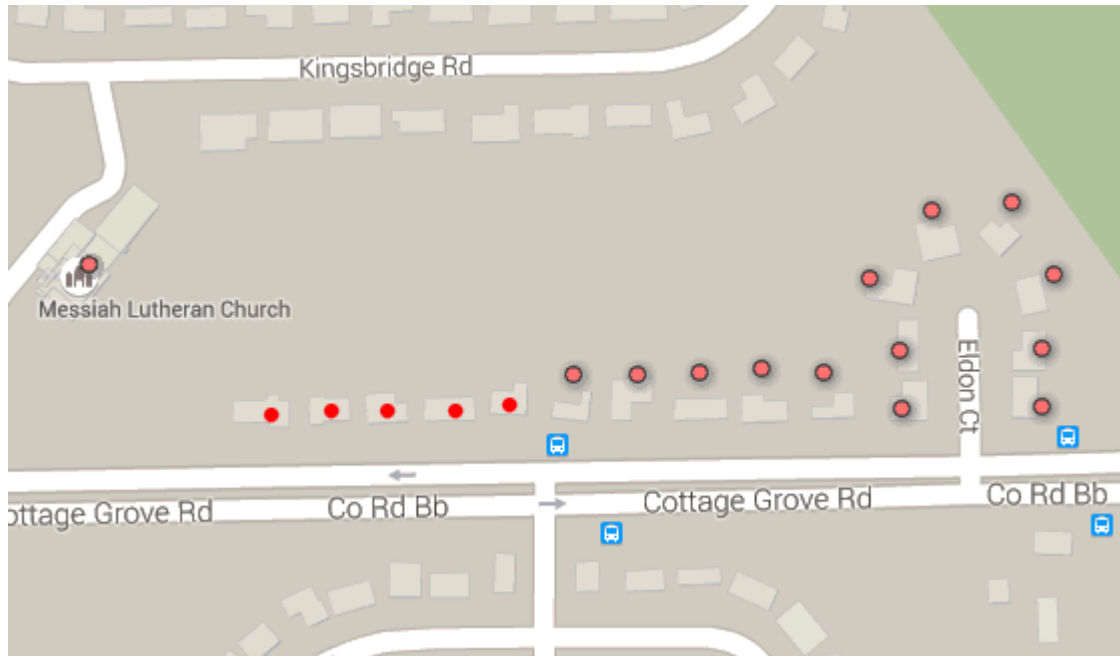 Kingsbridge Rd
Messiah Lutheran Church
Eldon Ct
ottage Grove Rd
Co Rd Bb
Cottage Grove Rd
Co Rd Bb